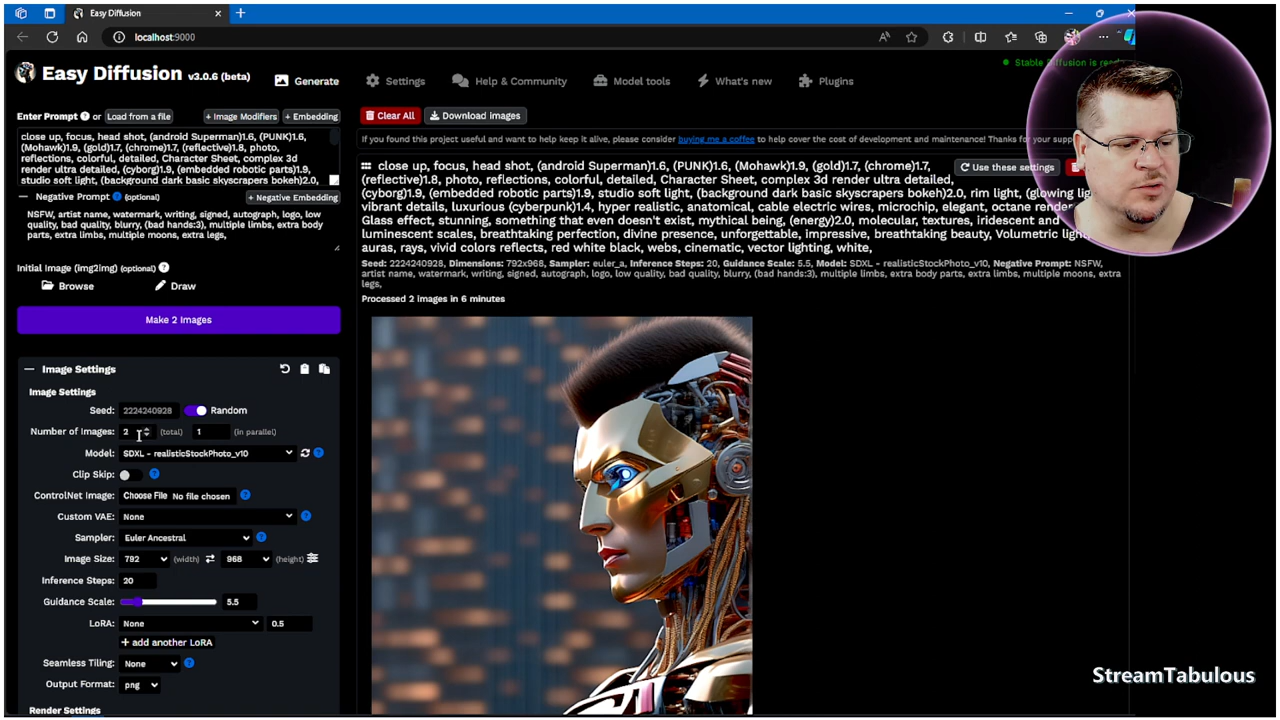 Easy Diffusion
localhost:9000
Easy Diffusion v3.0.6 (beta)
Generate
Settings
Help & Community
Model tools
What's new
Plugins
Stable Diffusion is rea
Enter Prompt or Load from a file
+ Image Modifiers
+ Embedding
close up, focus, head shot, (android Superman)1.6, (PUNK)1.6,
(Mohawk)1.9, (gold)1.7, (chrome)1.7, (reflective)1.8, photo,
reflections, colorful, detailed, Character Sheet, complex 3d
render ultra detailed, (cyborg)1.9, (embedded robotic parts)1.9,
studio soft light, (background dark basic skyscrapers bokeh)2.0,
Negative Prompt (optional)
+ Negative Embedding
NSFW, artist name, watermark, writing, signed, autograph, logo, low
quality, bad quality, blurry, (bad hands:3), multiple limbs, extra body
parts, extra limbs, multiple moons, extra legs,
Initial Image (img2img) (optional)
Browse
Draw
Make 2 Images
Image Settings
Image Settings
Seed: 2224240928 Random
Number of Images: 2 (total) 1 (in parallel)
Model: SDXL - realisticStockPhoto_v10
Clip Skip:
ControlNet Image: Choose File No file chosen
Custom VAE: None
Sampler: Euler Ancestral
Image Size: 792 (width) 968 (height)
Inference Steps: 20
Guidance Scale: 5.5
LoRA: None 0.5
+ add another LoRA
Seamless Tiling: None
Output Format: png
Render Settings
Clear All
Download images
If you found this project useful and want to help keep it alive, please consider buying me a coffee to help cover the cost of development and maintenance! Thanks for your supp
close up, focus, head shot, (android Superman)1.6, (PUNK)1.6, (Mohawk)1.9, (gold)1.7, (chrome)1.7,
Use these settings
(reflective)1.8, photo, reflections, colorful, detailed, Character Sheet, complex 3d render ultra detailed,
(cyborg)1.9, (embedded robotic parts)1.9, studio soft light, (background dark basic skyscrapers bokeh)2.0, rim light, (glowing lig
vibrant details, luxurious (cyberpunk)1.4, hyper realistic, anatomical, cable electric wires, microchip, elegant, octane render
Glass effect, stunning, something that even doesn't exist, mythical being, (energy)2.0, molecular, textures, iridescent and
luminescent scales, breathtaking perfection, divine presence, unforgettable, impressive, breathtaking beauty, Volumetric light
auras, rays, vivid colors reflects, red white black, webs, cinematic, vector lighting, white,
Seed: 2224240928, Dimensions: 792x968, Sampler: euler_a, Inference Steps: 20, Guidance Scale: 5.5, Model: SDXL - realisticStockPhoto_v10, Negative Prompt: NSFW,
artist name, watermark, writing, signed, autograph, logo, low quality, bad quality, blurry, (bad hands:3), multiple limbs, extra body parts, extra limbs, multiple moons, extra
legs,
Processed 2 images in 6 minutes
StreamTabulous